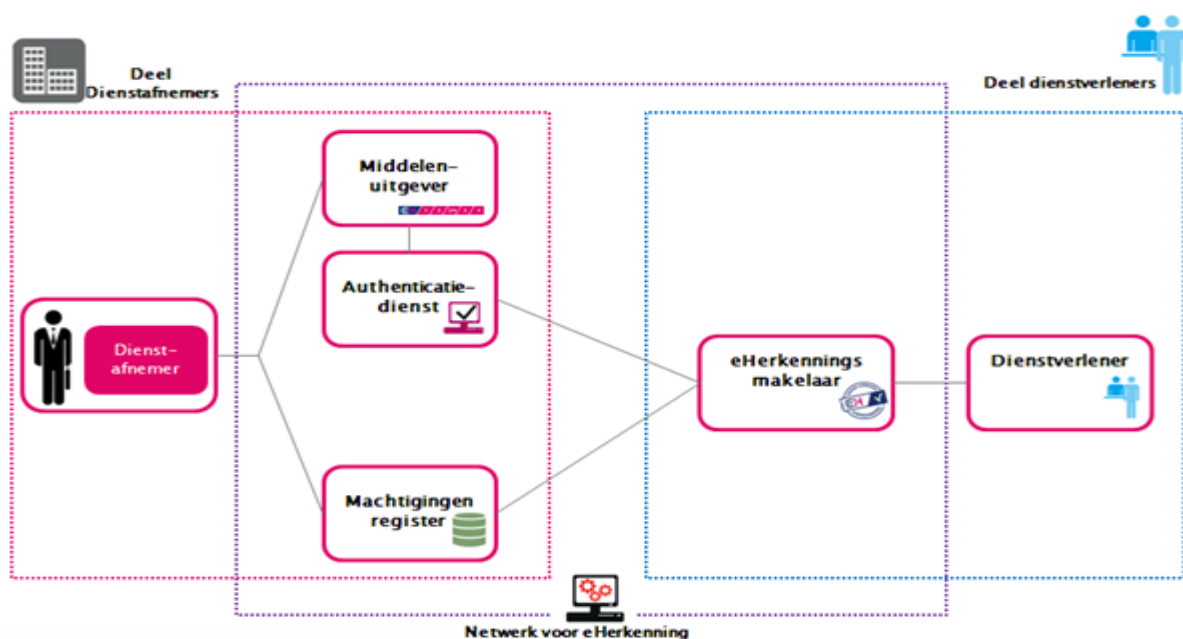 Deel
Dienstafnemers
Deel dienstverleners
Middelen-
uitgever
Authenticatie-
dienst
Dienst-
afnemer
eHerkennings
makelaar
Dienstverlener
Machtigingen
register
Netwerk voor eHerkenning